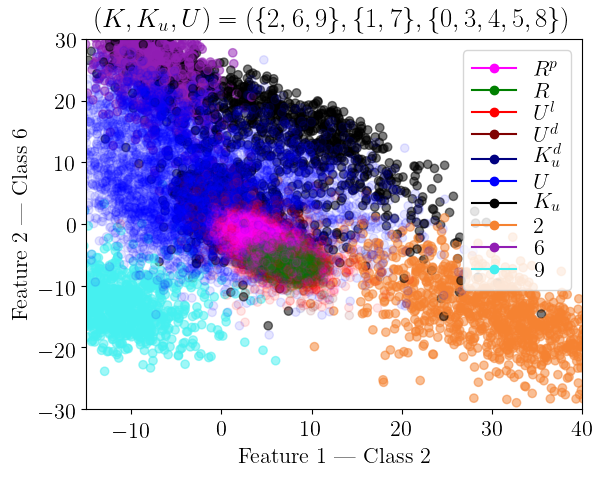 (K, K_u, U) = ({2, 6, 9}, {1, 7}, {0, 3, 4, 5, 8})
30
20
10
0
−10
−20
−30
Feature 2 — Class 6
R^p
R
U^l
U^d
K_u^d
U
K_u
2
6
9
−10
0
10
20
30
40
Feature 1 — Class 2